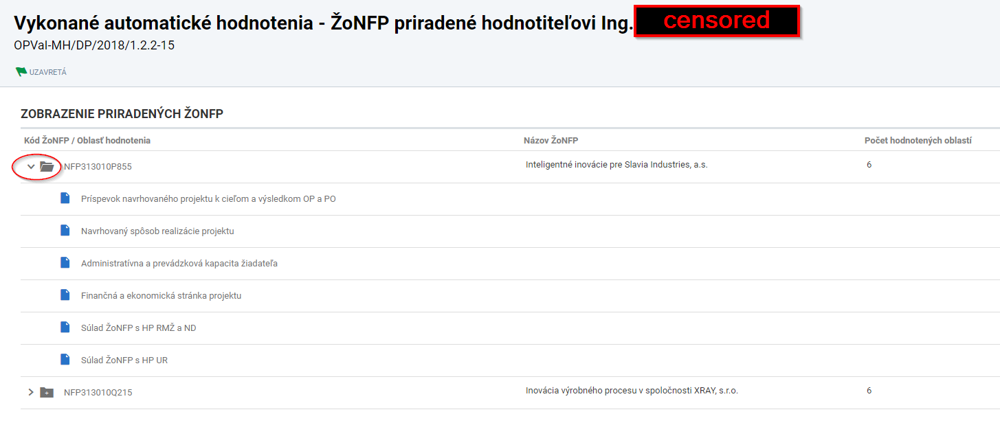 Vykonané automatické hodnotenia - ŽoNFP priradené hodnotiteľovi Ing. censored
OPVaI-MH/DP/2018/1.2.2-15
UZAVRETÁ
ZOBRAZENIE PRIRADENÝCH ŽONFP
Kód ŽoNFP / Oblasť hodnotenia Názov ŽoNFP Počet hodnotených oblastí
NFP313010P855 Inteligentné inovácie pre Slavia Industries, a.s. 6
Príspevok navrhovaného projektu k cieľom a výsledkom OP a PO
Navrhovaný spôsob realizácie projektu
Administratívna a prevádzková kapacita žiadateľa
Finančná a ekonomická stránka projektu
Súlad ŽoNFP s HP RMŽ a ND
Súlad ŽoNFP s HP UR
NFP313010Q215 Inovácia výrobného procesu v spoločnosti XRAY, s.r.o. 6